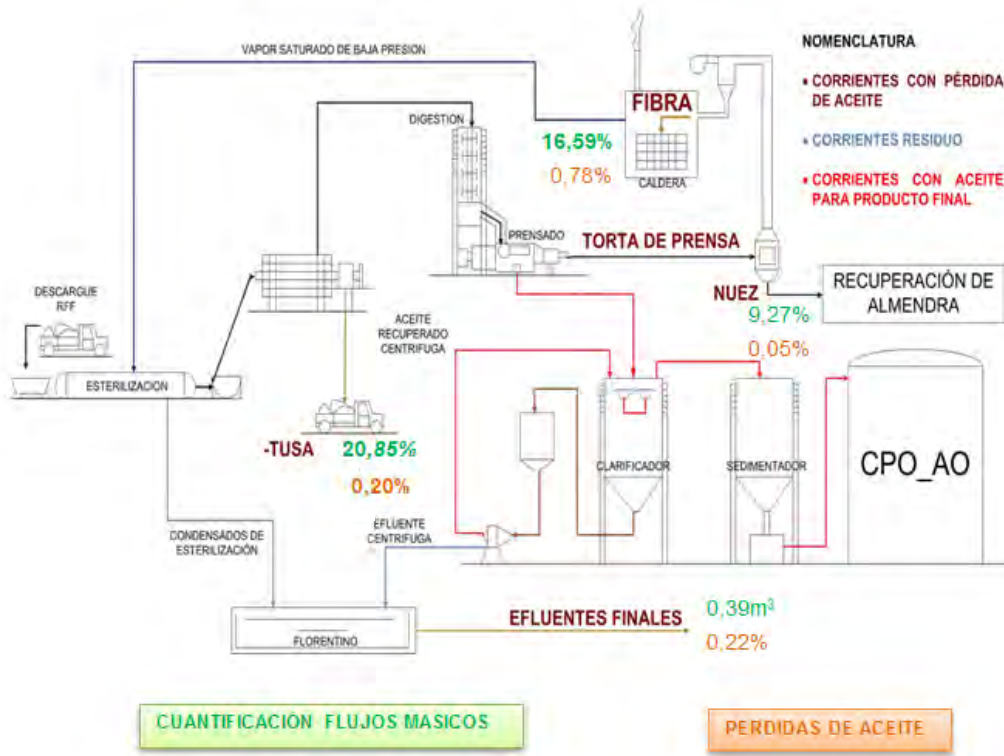 VAPOR SATURADO DE BAJA PRESION
NOMENCLATURA
• CORRIENTES CON PÉRDIDA
DE ACEITE
• CORRIENTES RESIDUO
• CORRIENTES CON ACEITE
PARA PRODUCTO FINAL
FIBRA
CALDERA
16,59%
0,78%
DIGESTION
PRENSADO
TORTA DE PRENSA
NUEZ
9,27%
0,05%
RECUPERACIÓN DE
ALMENDRA
DESCARGUE
RFF
ESTERILIZACION
ACEITE
RECUPERADO
CENTRIFUGA
-TUSA 20,85%
0,20%
CLARIFICADOR
SEDIMENTADOR
CPO_AO
CONDENSADOS DE
ESTERILIZACIÓN
EFLUENTE
CENTRIFUGA
FLORENTINO
EFLUENTES FINALES
0,39m³
0,22%
CUANTIFICACIÓN FLUJOS MASICOS
PERDIDAS DE ACEITE